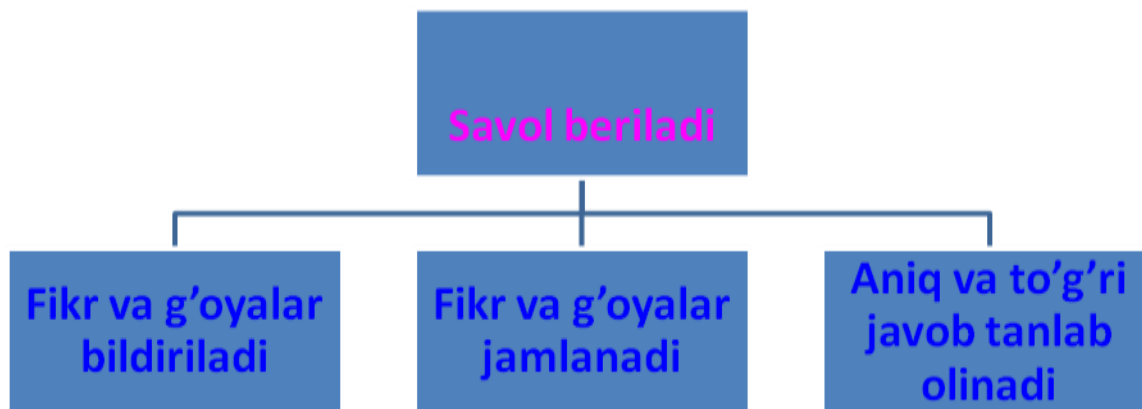 Savol beriladi
Fikr va g’oyalar
bildiriladi
Fikr va g’oyalar
jamlanadi
Aniq va to’g’ri
javob tanlab
olinadi